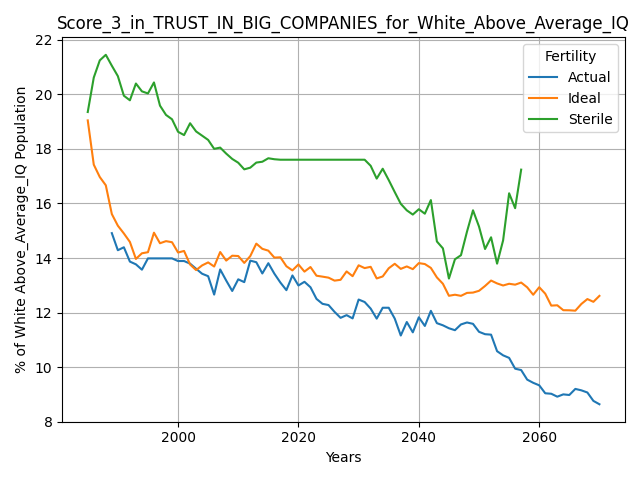 Score_3_in_TRUST_IN_BIG_COMPANIES_for_White_Above_Average_IQ
% of White Above_Average_IQ Population
22
20
18
16
14
12
10
8
Fertility
Actual
Ideal
Sterile
2000
2020
2040
2060
Years